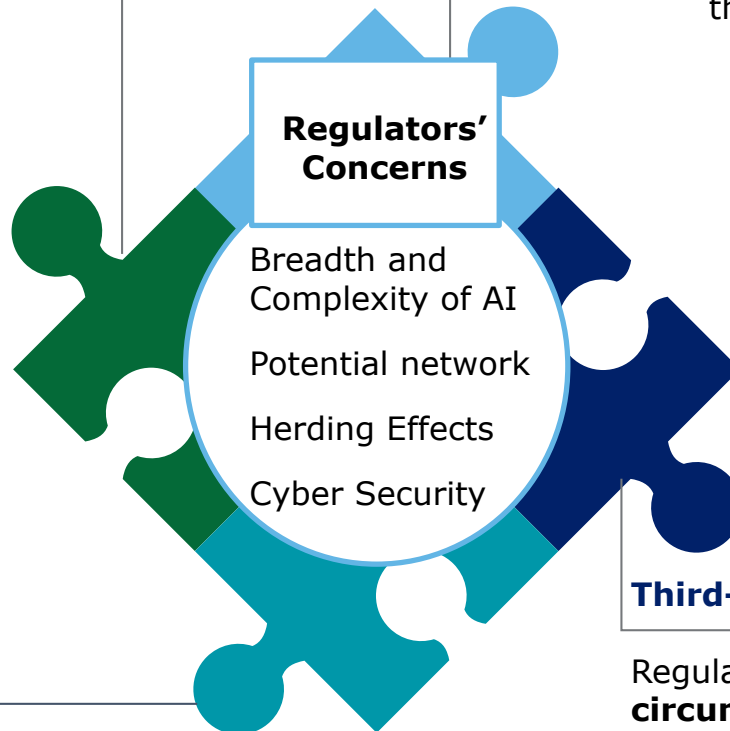 Regulators’
Concerns
Breadth and
Complexity of AI
Potential network
Herding Effects
Cyber Security